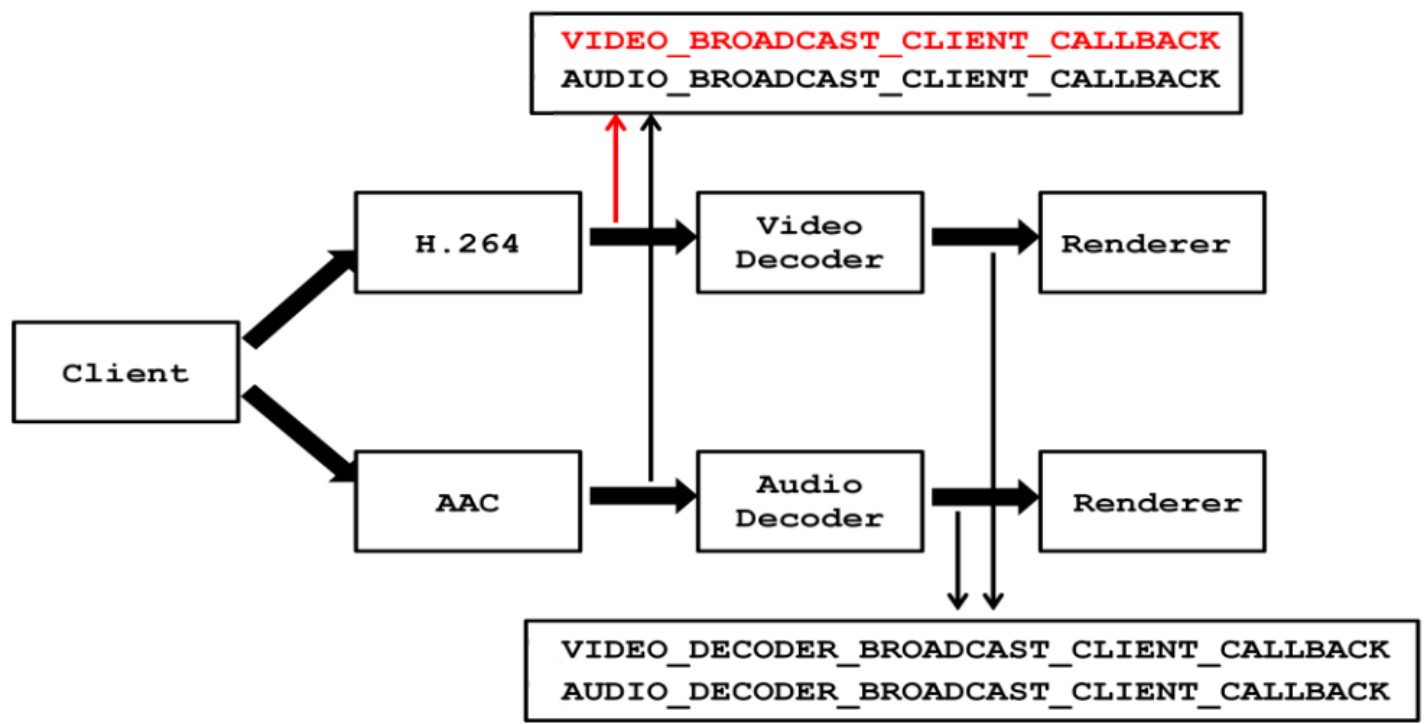 VIDEO_BROADCAST_CLIENT_CALLBACK
AUDIO_BROADCAST_CLIENT_CALLBACK
H.264
Video
Decoder
Renderer
Client
AAC
Audio
Decoder
Renderer
VIDEO_DECODER_BROADCAST_CLIENT_CALLBACK
AUDIO_DECODER_BROADCAST_CLIENT_CALLBACK